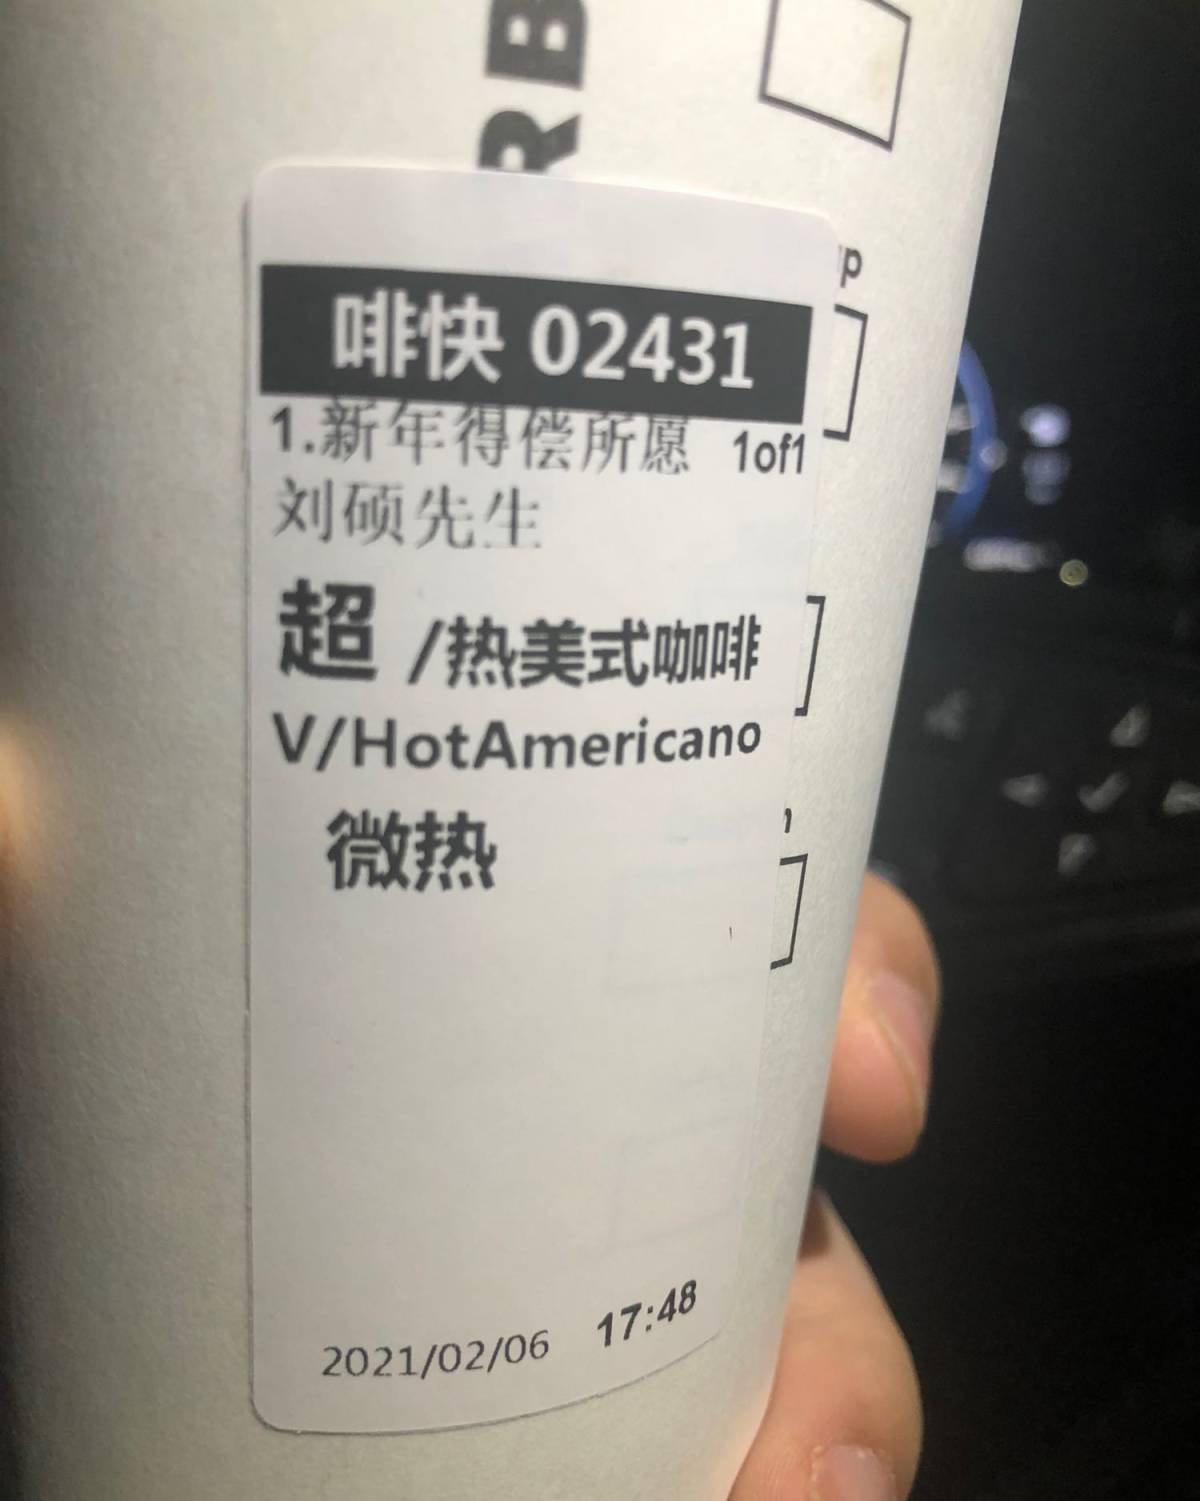 RB
啡快 02431
1.新年得偿所愿 1of1
刘硕先生
超 /热美式咖啡
V/HotAmericano
微热
2021/02/06 17:48